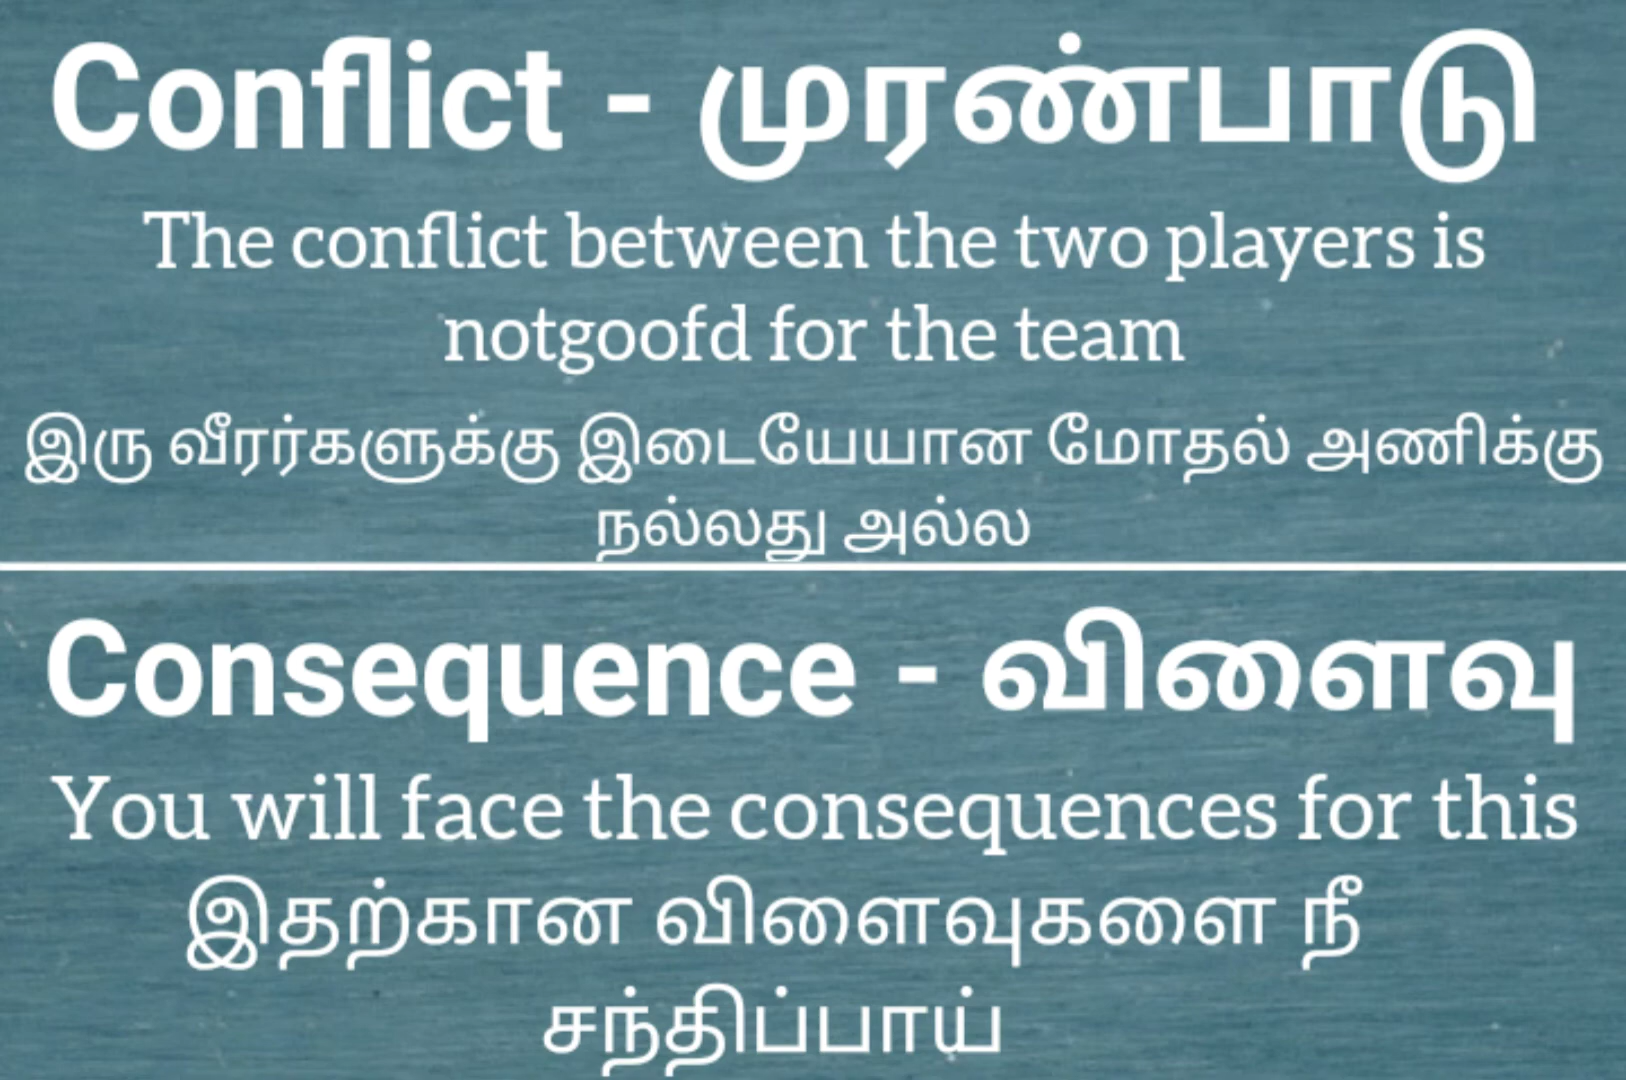 Conflict - முரண்பாடு
The conflict between the two players is
notgoofd for the team
இரு வீரர்களுக்கு இடையேயான மோதல் அணிக்கு
நல்லது அல்ல
Consequence - விளைவு
You will face the consequences for this
இதற்கான விளைவுகளை நீ
சந்திப்பாய்